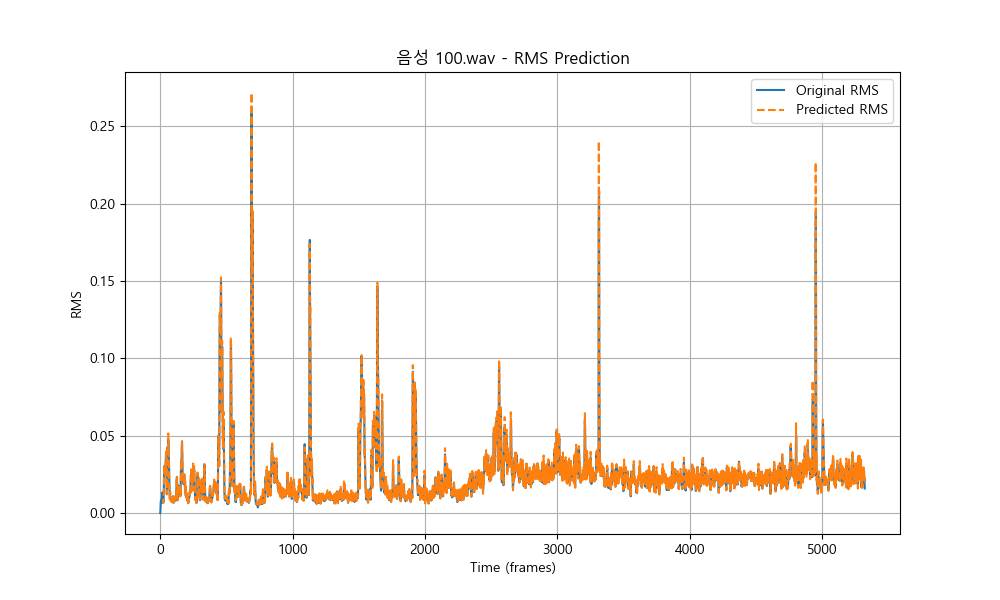 음성 100.wav - RMS Prediction
Original RMS
Predicted RMS
0.25
0.20
0.15
0.10
0.05
0.00
RMS
0 1000 2000 3000 4000 5000
Time (frames)